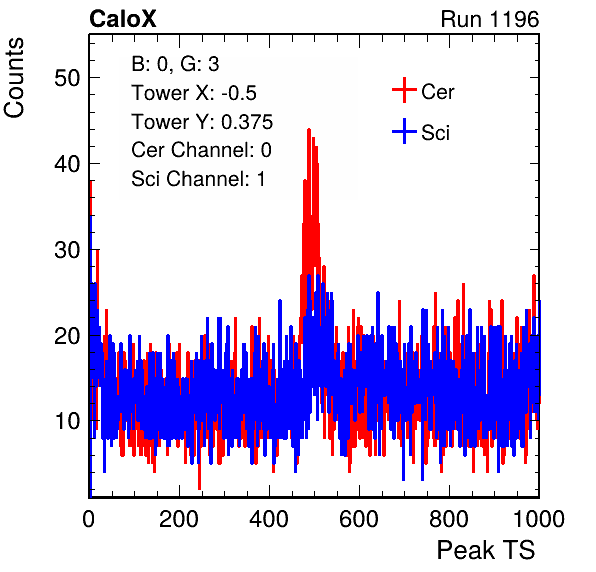 CaloX Run 1196
Counts
B: 0, G: 3
Tower X: -0.5
Tower Y: 0.375
Cer Channel: 0
Sci Channel: 1
Cer
Sci
50
40
30
20
10
0 200 400 600 800 1000
Peak TS